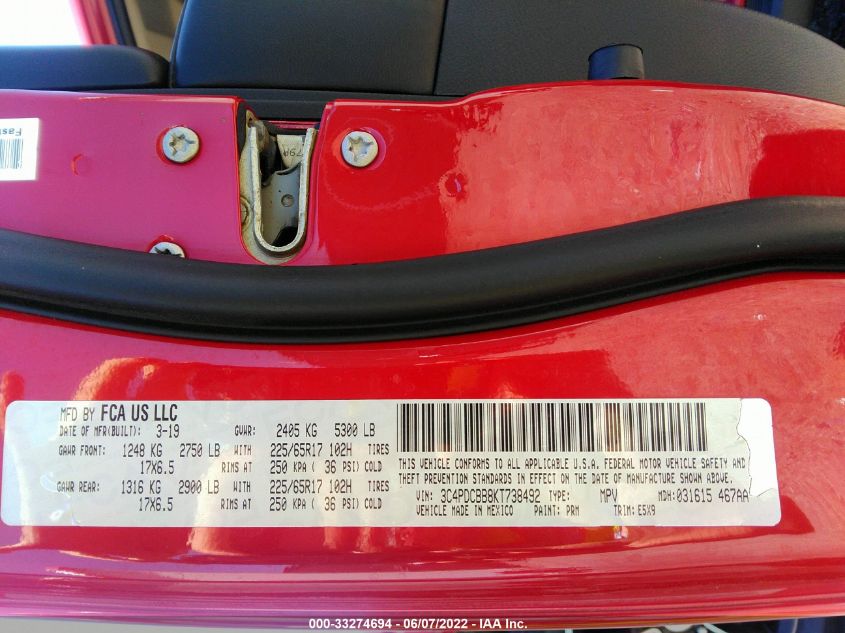 Fast
MFD BY FCA US LLC
DATE OF MFR(BUILT): 3-19 GVWR: 2405 KG 5300 LB
GAWR FRONT: 1248 KG 2750 LB WITH 225/65R17 102H TIRES
17X6.5 RIMS AT 250 KPA ( 36 PSI) COLD
GAWR REAR: 1316 KG 2900 LB WITH 225/65R17 102H TIRES
17X6.5 RIMS AT 250 KPA ( 36 PSI) COLD
THIS VEHICLE CONFORMS TO ALL APPLICABLE U.S.A. FEDERAL MOTOR VEHICLE SAFETY AND
THEFT PREVENTION STANDARDS IN EFFECT ON THE DATE OF MANUFACTURE SHOWN ABOVE.
VIN: 3C4PDCBB8KT738492 TYPE: MPV MDH: 031615 467AA
VEHICLE MADE IN MEXICO PAINT: PRM TRIM: E5X9
000-33274694 - 06/07/2022 - IAA Inc.